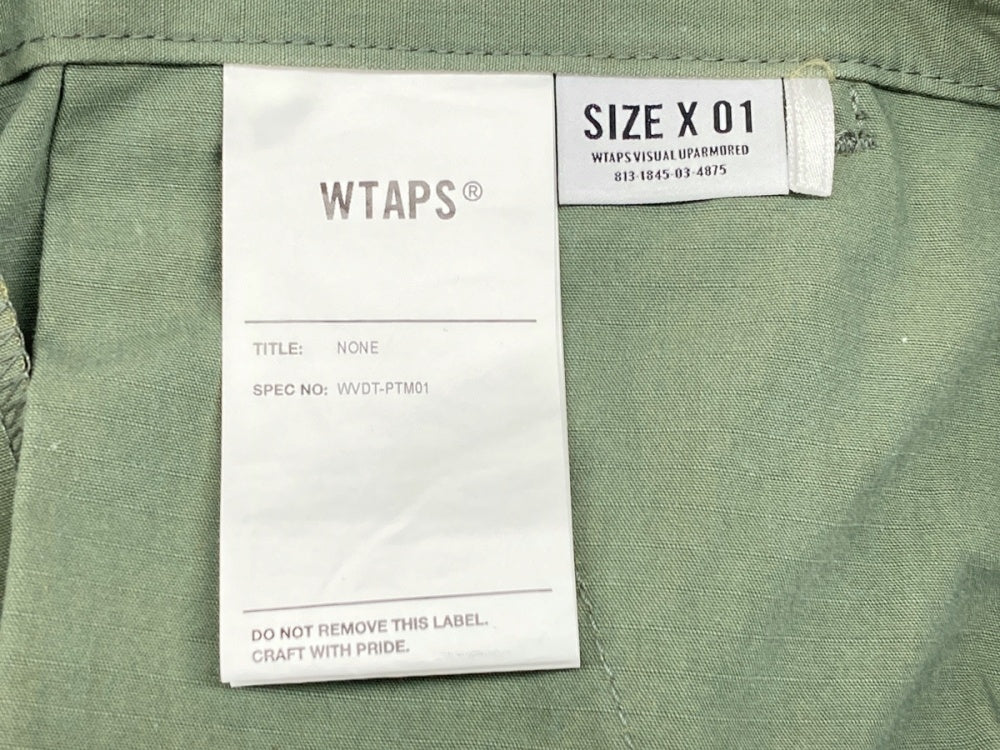 WTAPS®
TITLE: NONE
SPEC NO: WVDT-PTM01
DO NOT REMOVE THIS LABEL.
CRAFT WITH PRIDE.
SIZE X 01
WTAPS VISUAL UPARMORED
813-1845-03-4875